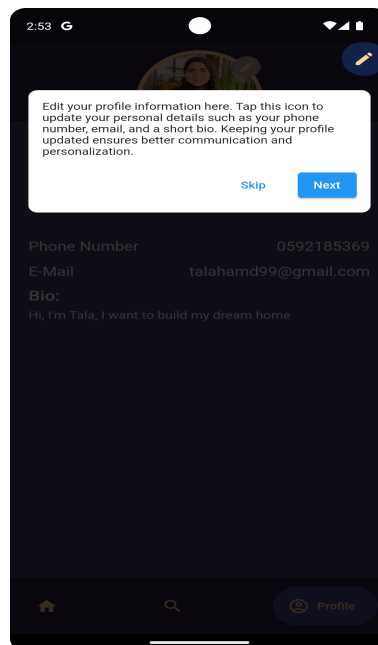 2:53 G
Edit your profile information here. Tap this icon to
update your personal details such as your phone
number, email, and a short bio. Keeping your profile
updated ensures better communication and
personalization.
Skip Next
Phone Number 0592185369
E-Mail talahamd99@gmail.com
Bio:
Hi, I'm Tala, I want to build my dream home
Profile